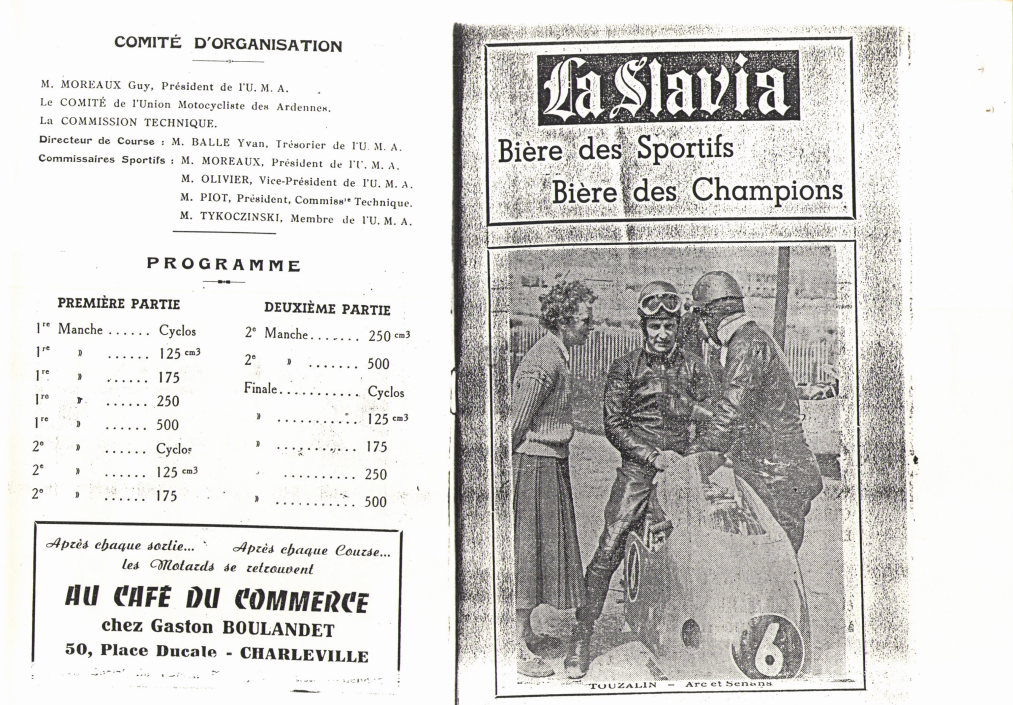 COMITÉ D'ORGANISATION
M. MOREAUX Guy, Président de l'U. M. A.
Le COMITÉ de l'Union Motocycliste des Ardennes.
La COMMISSION TECHNIQUE.
Directeur de Course : M. BALLE Yvan, Trésorier de l'U. M. A.
Commissaires Sportifs : M. MOREAUX, Président de l'U. M. A.
M. OLIVIER, Vice-Président de l'U. M. A.
M. PIOT, Président, Commiss^re Technique.
M. TYKOCZINSKI, Membre de l'U. M. A.
PROGRAMME
PREMIÈRE PARTIE
1re Manche ...... Cyclos
1re » ...... 125 cm3
1re » ...... 175
1re » ...... 250
1re » ...... 500
2e » ...... Cyclos
2e » ...... 125 cm3
2e » ...... 175
DEUXIÈME PARTIE
2e Manche....... 250 cm3
2e » ....... 500
Finale........... Cyclos
» ........... 125 cm3
» ........... 175
» ........... 250
» ........... 500
Après chaque sortie... Après chaque Course...
les Motards se retrouvent
AU CAFÉ DU COMMERCE
chez Gaston BOULANDET
50, Place Ducale - CHARLEVILLE
La Slavia
Bière des Sportifs
Bière des Champions
6
TOUZALIN — Arc et Senans